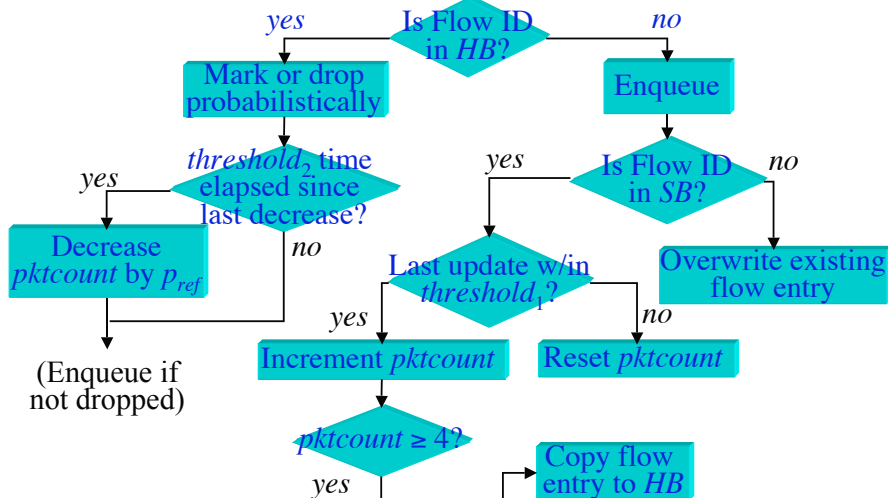 yes
Is Flow ID
in HB?
no
Mark or drop
probabilistically
Enqueue
threshold₂ time
elapsed since
last decrease?
yes
no
Decrease
pktcount by p_ref
(Enqueue if
not dropped)
yes
Is Flow ID
in SB?
no
Last update w/in
threshold₁?
Overwrite existing
flow entry
yes
no
Increment pktcount
Reset pktcount
pktcount ≥ 4?
yes
Copy flow
entry to HB